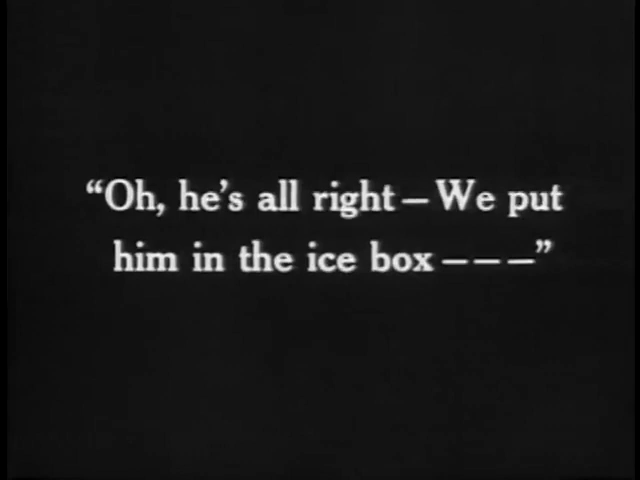 “Oh, he’s all right—We put
him in the ice box———”